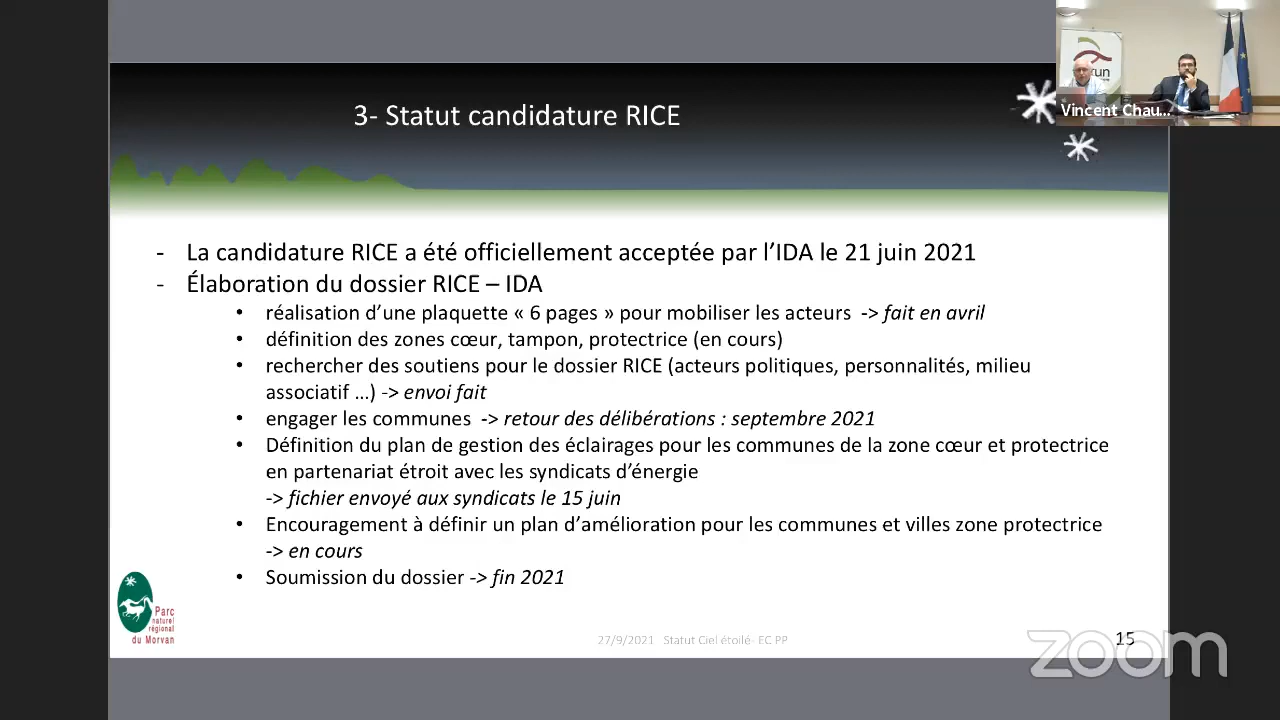 3- Statut candidature RICE
Vincent Chau...
- La candidature RICE a été officiellement acceptée par l’IDA le 21 juin 2021
- Élaboration du dossier RICE – IDA
• réalisation d’une plaquette « 6 pages » pour mobiliser les acteurs -> fait en avril
• définition des zones cœur, tampon, protectrice (en cours)
• rechercher des soutiens pour le dossier RICE (acteurs politiques, personnalités, milieu
associatif …) -> envoi fait
• engager les communes -> retour des délibérations : septembre 2021
• Définition du plan de gestion des éclairages pour les communes de la zone cœur et protectrice
en partenariat étroit avec les syndicats d’énergie
-> fichier envoyé aux syndicats le 15 juin
• Encouragement à définir un plan d’amélioration pour les communes et villes zone protectrice
-> en cours
• Soumission du dossier -> fin 2021
Parc
naturel
régional
du Morvan
27/9/2021 Statut Ciel étoilé- EC PP
15
zoom